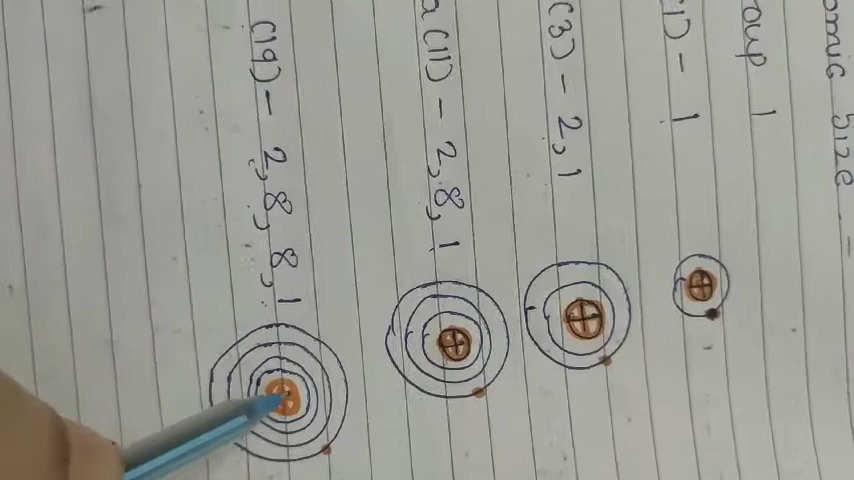 omic size -
oup 1
(1) - 1
(3) - 2,1
a (11) - 2,8,1
(19) - 2,8,8,1